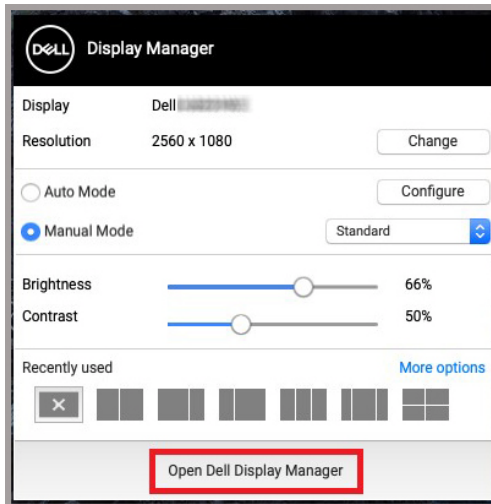 DELL Display Manager
Display Dell
Resolution 2560 x 1080 Change
Auto Mode Configure
Manual Mode Standard
Brightness 66%
Contrast 50%
Recently used More options
Open Dell Display Manager